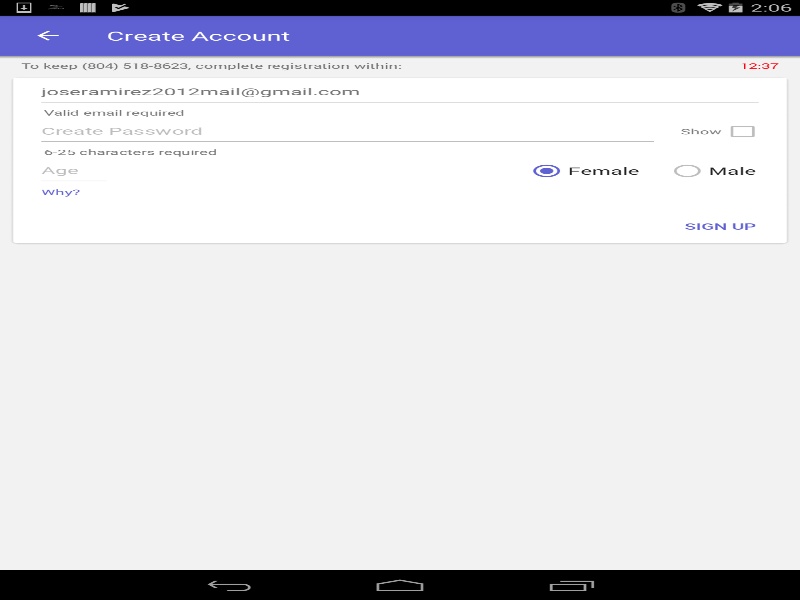 2:06
Create Account
To keep (804) 518-8623, complete registration within: 12:37
joseramirez2012mail@gmail.com
Valid email required
Create Password Show
6-25 characters required
Age Female Male
Why?
SIGN UP